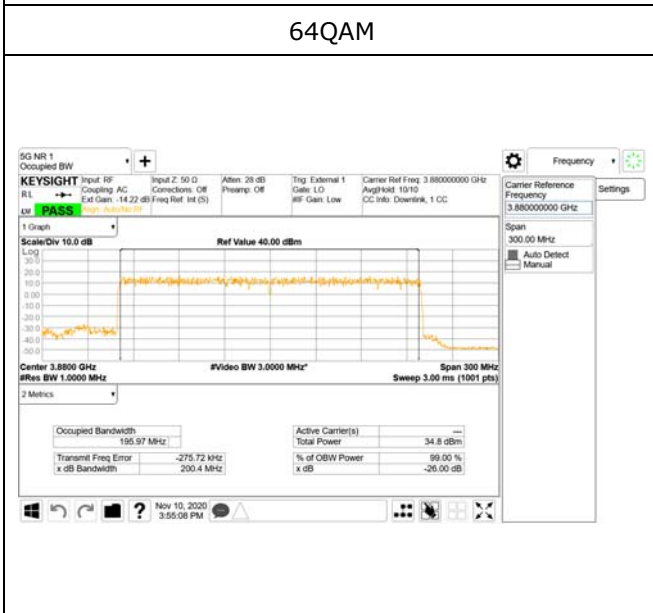 64QAM
5G NR 1
Occupied BW
Frequency
KEYSIGHT
R L
PASS
Input: RF
Coupling: AC
Ext Gain: -14.22 dB
Align: Auto/No RF
Input Z: 50 Ω
Corrections: Off
Freq Ref: Int (S)
Atten: 28 dB
Preamp: Off
Trig: External 1
Gate: LO
#IF Gain: Low
Carrier Ref Freq: 3.880000000 GHz
Avg|Hold: 10/10
CC Info: Downlink, 1 CC
Carrier Reference
Frequency
3.880000000 GHz
Settings
Span
300.00 MHz
Auto Detect
Manual
1 Graph
Scale/Div 10.0 dB
Ref Value 40.00 dBm
Log
30.0
20.0
10.0
0.00
-10.0
-20.0
-30.0
-40.0
-50.0
Center 3.8800 GHz
#Video BW 3.0000 MHz*
Span 300 MHz
#Res BW 1.0000 MHz
Sweep 3.00 ms (1001 pts)
2 Metrics
Occupied Bandwidth
195.97 MHz
Transmit Freq Error -275.72 kHz
x dB Bandwidth 200.4 MHz
Active Carrier(s) ---
Total Power 34.8 dBm
% of OBW Power 99.00 %
x dB -26.00 dB
?
Nov 10, 2020
3:55:08 PM